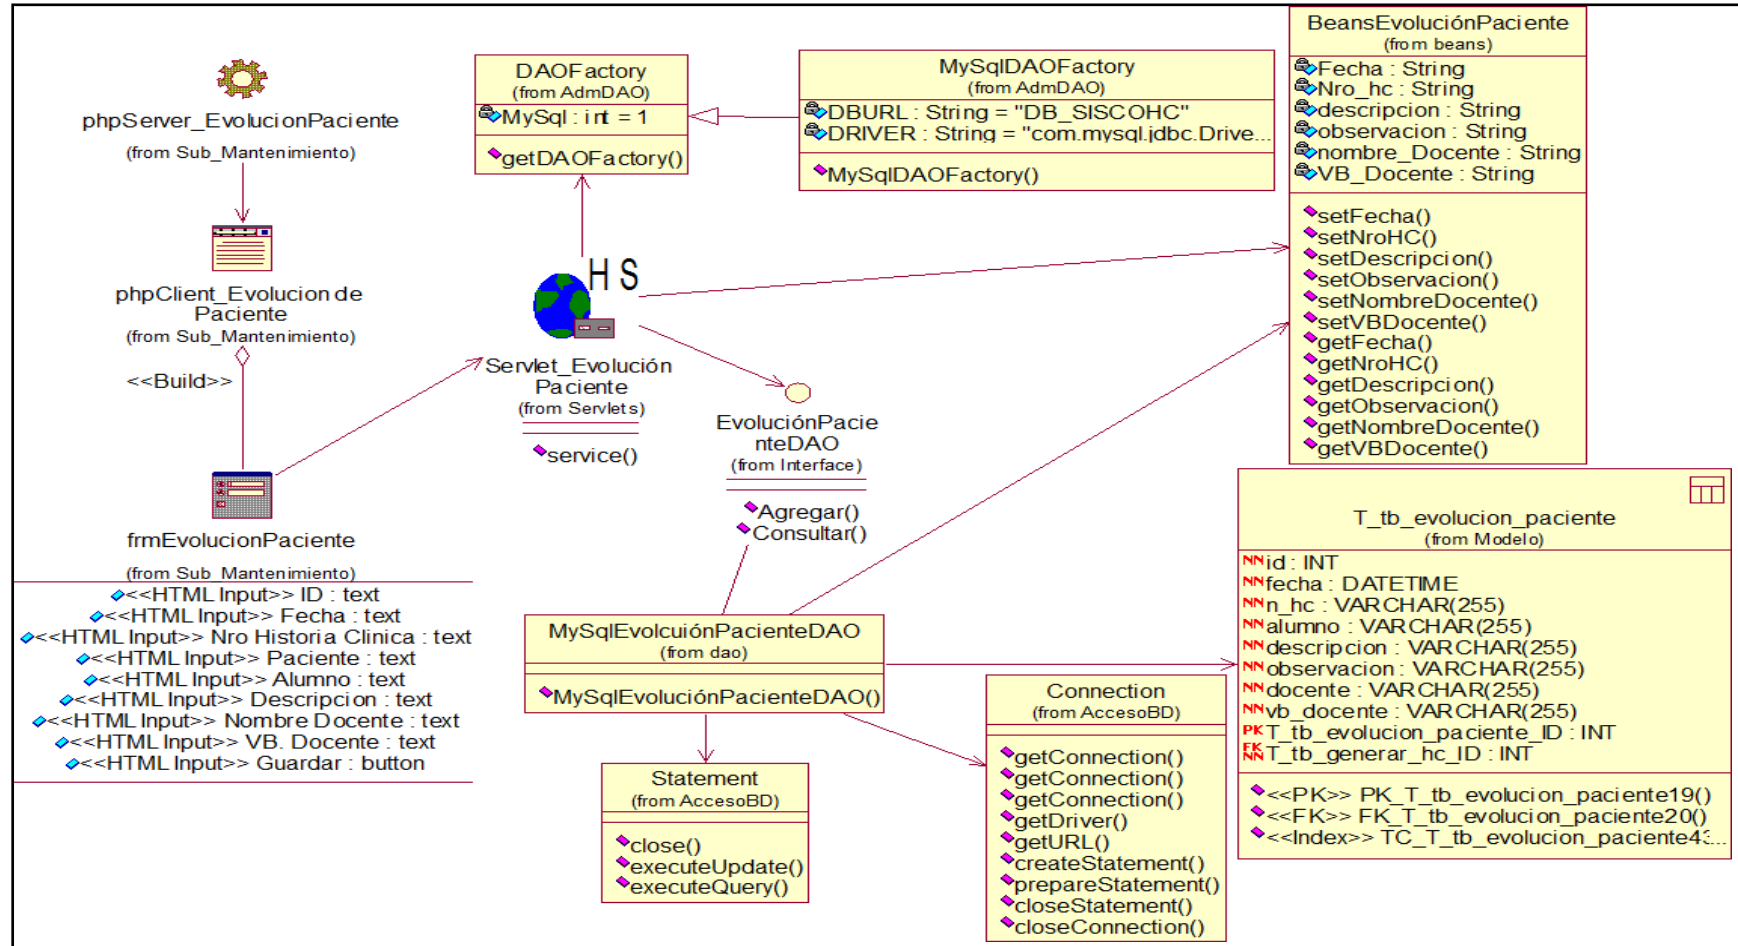 phpServer_EvolucionPaciente
(from Sub_Mantenimiento)
phpClient_Evolucion de
Paciente
(from Sub_Mantenimiento)
<<Build>>
frmEvolucionPaciente
(from Sub_Mantenimiento)
<<HTML Input>> ID : text
<<HTML Input>> Fecha : text
<<HTML Input>> Nro Historia Clinica : text
<<HTML Input>> Paciente : text
<<HTML Input>> Alumno : text
<<HTML Input>> Descripcion : text
<<HTML Input>> Nombre Docente : text
<<HTML Input>> VB. Docente : text
<<HTML Input>> Guardar : button
DAOFactory
(from AdmDAO)
MySql : int = 1
getDAOFactory()
MySqlDAOFactory
(from AdmDAO)
DBURL : String = "DB_SISCOHC"
DRIVER : String = "com.mysql.jdbc.Drive...
MySqlDAOFactory()
H S
Servlet_Evolución
Paciente
(from Servlets)
service()
EvoluciónPacie
nteDAO
(from Interface)
Agregar()
Consultar()
MySqlEvolcuiónPacienteDAO
(from dao)
MySqlEvoluciónPacienteDAO()
Statement
(from AccesoBD)
close()
executeUpdate()
executeQuery()
Connection
(from AccesoBD)
getConnection()
getConnection()
getConnection()
getDriver()
getURL()
createStatement()
prepareStatement()
closeStatement()
closeConnection()
BeansEvoluciónPaciente
(from beans)
Fecha : String
Nro_hc : String
descripcion : String
observacion : String
nombre_Docente : String
VB_Docente : String
setFecha()
setNroHC()
setDescripcion()
setObservacion()
setNombreDocente()
setVBDocente()
getFecha()
getNroHC()
getDescripcion()
getObservacion()
getNombreDocente()
getVBDocente()
T_tb_evolucion_paciente
(from Modelo)
NN id : INT
NN fecha : DATETIME
NN n_hc : VARCHAR(255)
NN alumno : VARCHAR(255)
NN descripcion : VARCHAR(255)
NN observacion : VARCHAR(255)
NN docente : VARCHAR(255)
NN vb_docente : VARCHAR(255)
PK T_tb_evolucion_paciente_ID : INT
FK NN T_tb_generar_hc_ID : INT
<<PK>> PK_T_tb_evolucion_paciente19()
<<FK>> FK_T_tb_evolucion_paciente20()
<<Index>> TC_T_tb_evolucion_paciente43...